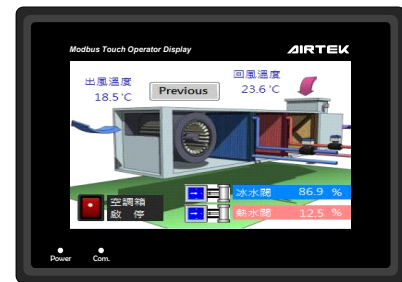 Modbus Touch Operator Display
AIRTEK
出風溫度
18.5 'C
Previous
回風溫度
23.6 'C
空調箱
啟 停
冰水閥 86.9 %
熱水閥 12.5 %
Power
Com.